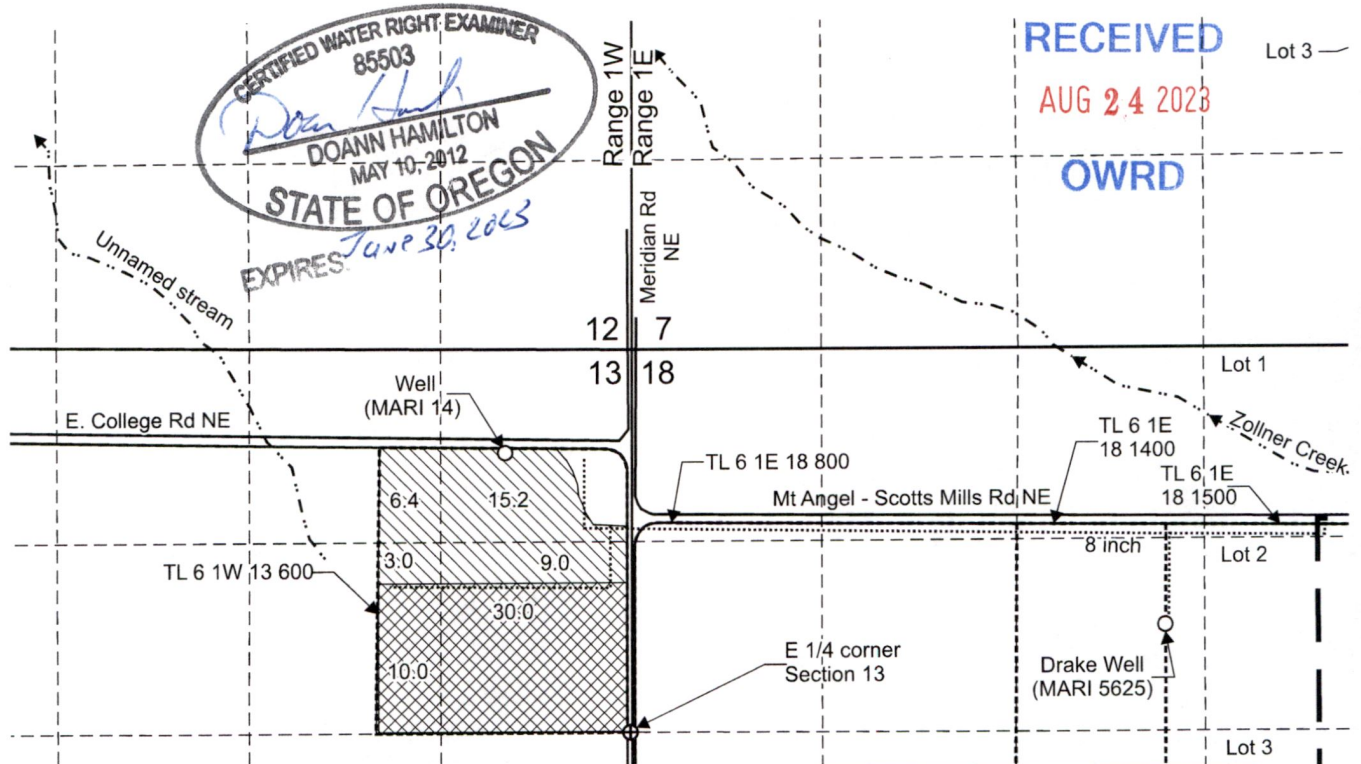 CERTIFIED WATER RIGHT EXAMINER
85503
DOANN HAMILTON
MAY 10, 2012
STATE OF OREGON
EXPIRES: June 30, 2023
Range 1W
Range 1E
RECEIVED
AUG 24 2023
OWRD
Lot 3
Unnamed stream
Meridian Rd
NE
12
7
13
18
Lot 1
Well
(MARI 14)
E. College Rd NE
Zollner Creek
TL 6 1E 18 800
TL 6 1E
18 1400
TL 6 1E
18 1500
Mt Angel - Scotts Mills Rd NE
6.4
15.2
8 inch
Lot 2
3.0
9.0
TL 6 1W 13 600
30.0
10.0
E 1/4 corner
Section 13
Drake Well
(MARI 5625)
Lot 3